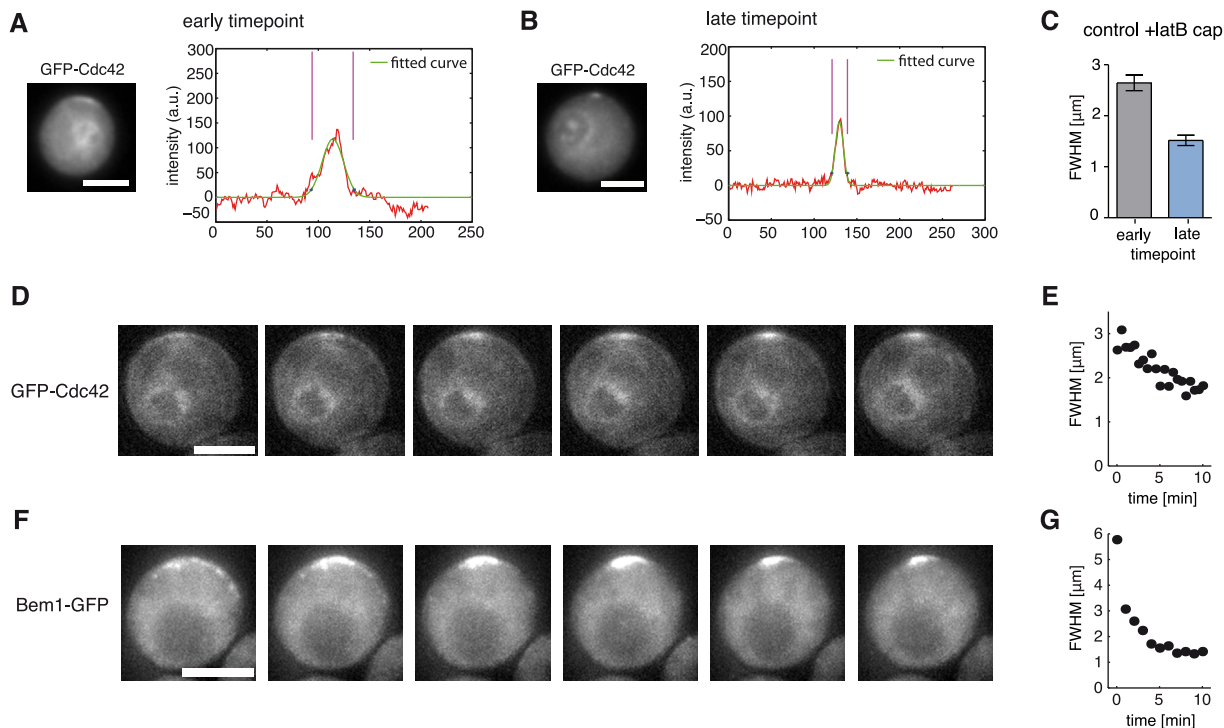 A
early timepoint
GFP-Cdc42
300
250
200
150
100
50
0
−50
intensity (a.u.)
fitted curve
0
50
100
150
200
250
B
late timepoint
GFP-Cdc42
200
150
100
50
0
−50
intensity (a.u.)
fitted curve
0
50
100
150
200
250
300
C
control +latB cap
3
2
1
0
FWHM [µm]
early
late
timepoint
D
GFP-Cdc42
E
3
2
1
0
FWHM [µm]
0
5
10
time [min]
F
Bem1-GFP
G
6
5
4
3
2
1
0
FWHM [µm]
0
5
10
time [min]